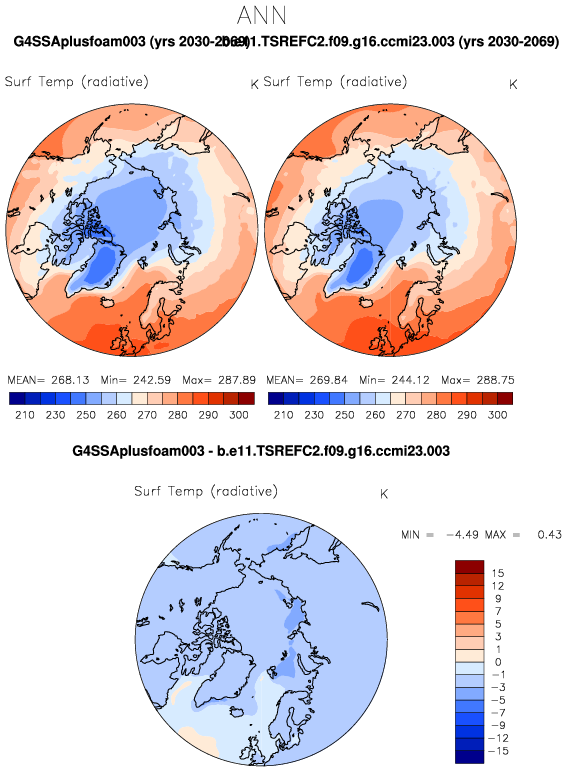 ANN
G4SSAplusfoam003 (yrs 2030-2069) b.e11.TSREFC2.f09.g16.ccmi23.003 (yrs 2030-2069)
Surf Temp (radiative) K Surf Temp (radiative) K
MEAN= 268.13 Min= 242.59 Max= 287.89 MEAN= 269.84 Min= 244.12 Max= 288.75
210 230 250 260 270 280 290 300 210 230 250 260 270 280 290 300
G4SSAplusfoam003 - b.e11.TSREFC2.f09.g16.ccmi23.003
Surf Temp (radiative) K
MIN = -4.49 MAX = 0.43
15
12
9
7
5
3
1
0
-1
-3
-5
-7
-9
-12
-15